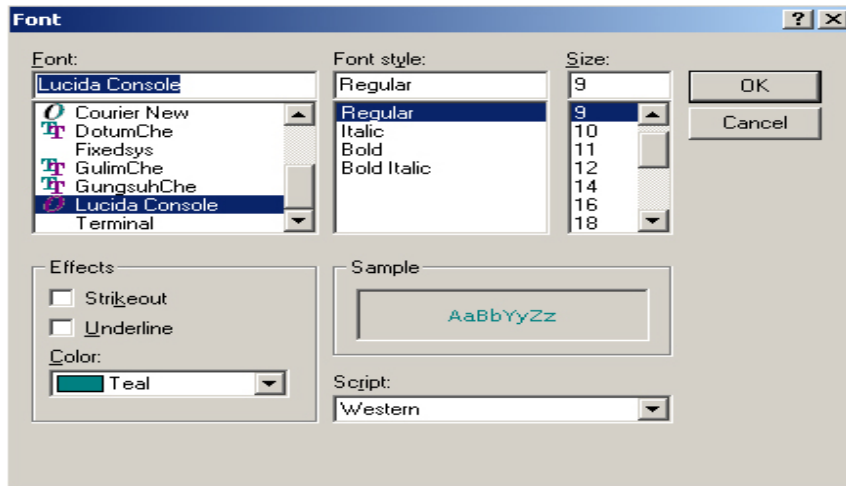 Font
Font:
Lucida Console
Courier New
DotumChe
Fixedsys
GulimChe
GungsuhChe
Lucida Console
Terminal
Font style:
Regular
Regular
Italic
Bold
Bold Italic
Size:
9
9
10
11
12
14
16
18
OK
Cancel
Effects
Strikeout
Underline
Color:
Teal
Sample
AaBbYyZz
Script:
Western